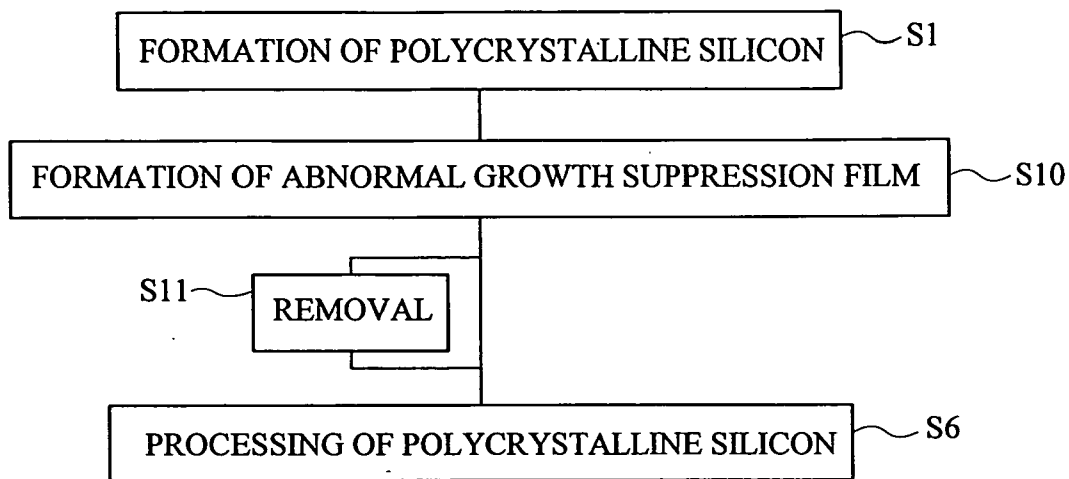 FORMATION OF POLYCRYSTALLINE SILICON
S1
FORMATION OF ABNORMAL GROWTH SUPPRESSION FILM
S10
S11
REMOVAL
PROCESSING OF POLYCRYSTALLINE SILICON
S6